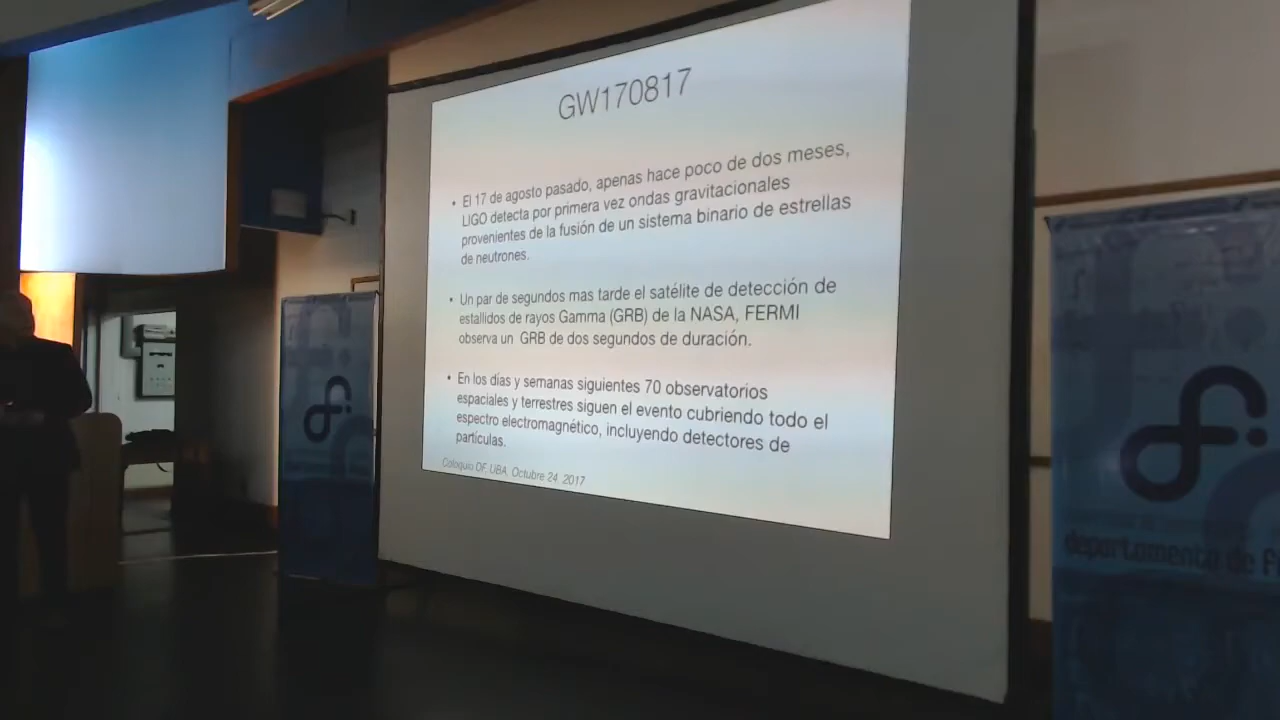 GW170817
• El 17 de agosto pasado, apenas hace poco de dos meses,
LIGO detecta por primera vez ondas gravitacionales
provenientes de la fusión de un sistema binario de estrellas
de neutrones.
• Un par de segundos mas tarde el satélite de detección de
estallidos de rayos Gamma (GRB) de la NASA, FERMI
observa un GRB de dos segundos de duración.
• En los días y semanas siguientes 70 observatorios
espaciales y terrestres siguen el evento cubriendo todo el
espectro electromagnético, incluyendo detectores de
partículas.
Coloquio DF, UBA, Octubre 24, 2017
df
df
departamento de